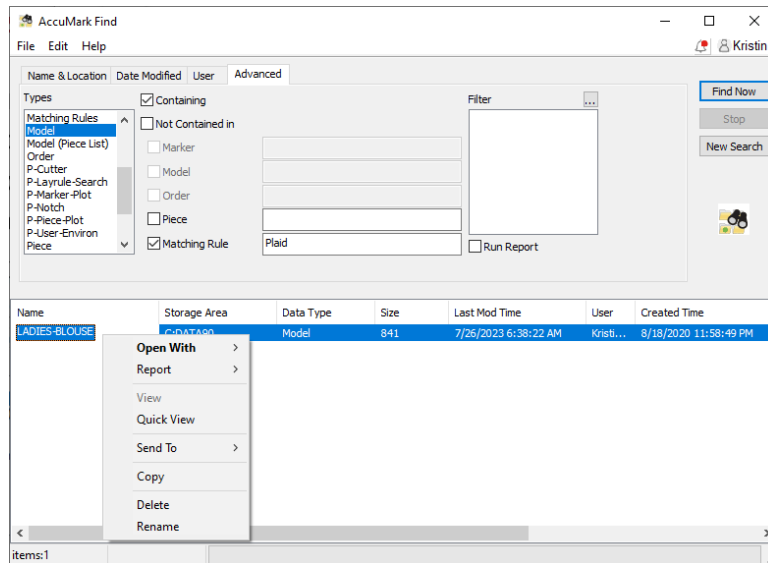 AccuMark Find
File Edit Help
Kristin
Name & Location Date Modified User Advanced
Types
Matching Rules
Model
Model (Piece List)
Order
P-Cutter
P-Layrule-Search
P-Marker-Plot
P-Notch
P-Piece-Plot
P-User-Environ
Piece
Containing
Not Contained in
Marker
Model
Order
Piece
Matching Rule Plaid
Filter ...
Run Report
Find Now
Stop
New Search
Name Storage Area Data Type Size Last Mod Time User Created Time
LADIES-BLOUSE C:DATA90 Model 841 7/26/2023 6:38:22 AM Kristi... 8/18/2020 11:58:49 PM
Open With
Report
View
Quick View
Send To
Copy
Delete
Rename
items:1